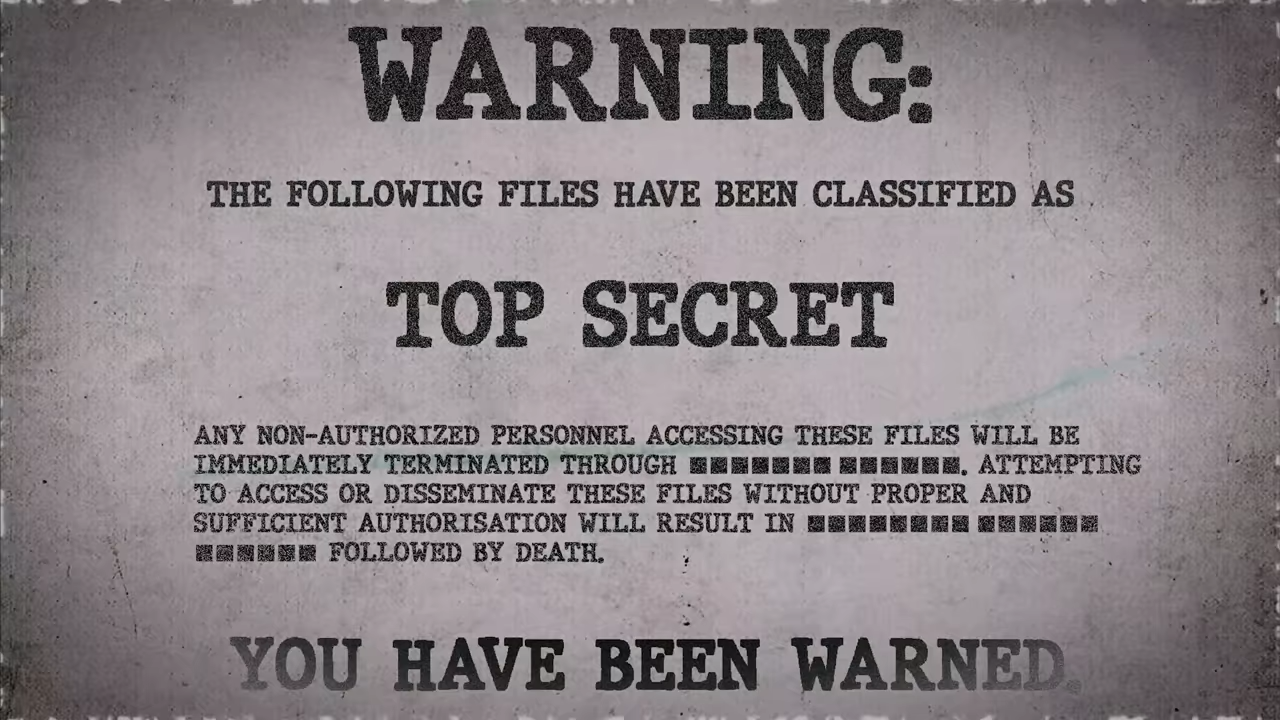 WARNING:
THE FOLLOWING FILES HAVE BEEN CLASSIFIED AS
TOP SECRET
ANY NON-AUTHORIZED PERSONNEL ACCESSING THESE FILES WILL BE
IMMEDIATELY TERMINATED THROUGH ■■■■■■■ ■■■■■■. ATTEMPTING
TO ACCESS OR DISSEMINATE THESE FILES WITHOUT PROPER AND
SUFFICIENT AUTHORISATION WILL RESULT IN ■■■■■■■■ ■■■■■■
■■■■■■ FOLLOWED BY DEATH.
YOU HAVE BEEN WARNED.